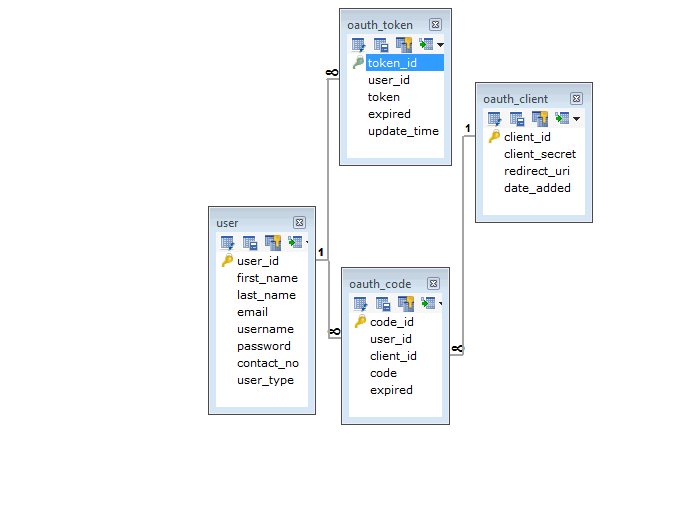 oauth_token
token_id
user_id
token
expired
update_time
oauth_client
client_id
client_secret
redirect_uri
date_added
user
user_id
first_name
last_name
email
username
password
contact_no
user_type
oauth_code
code_id
user_id
client_id
code
expired
∞
1
1
∞
∞